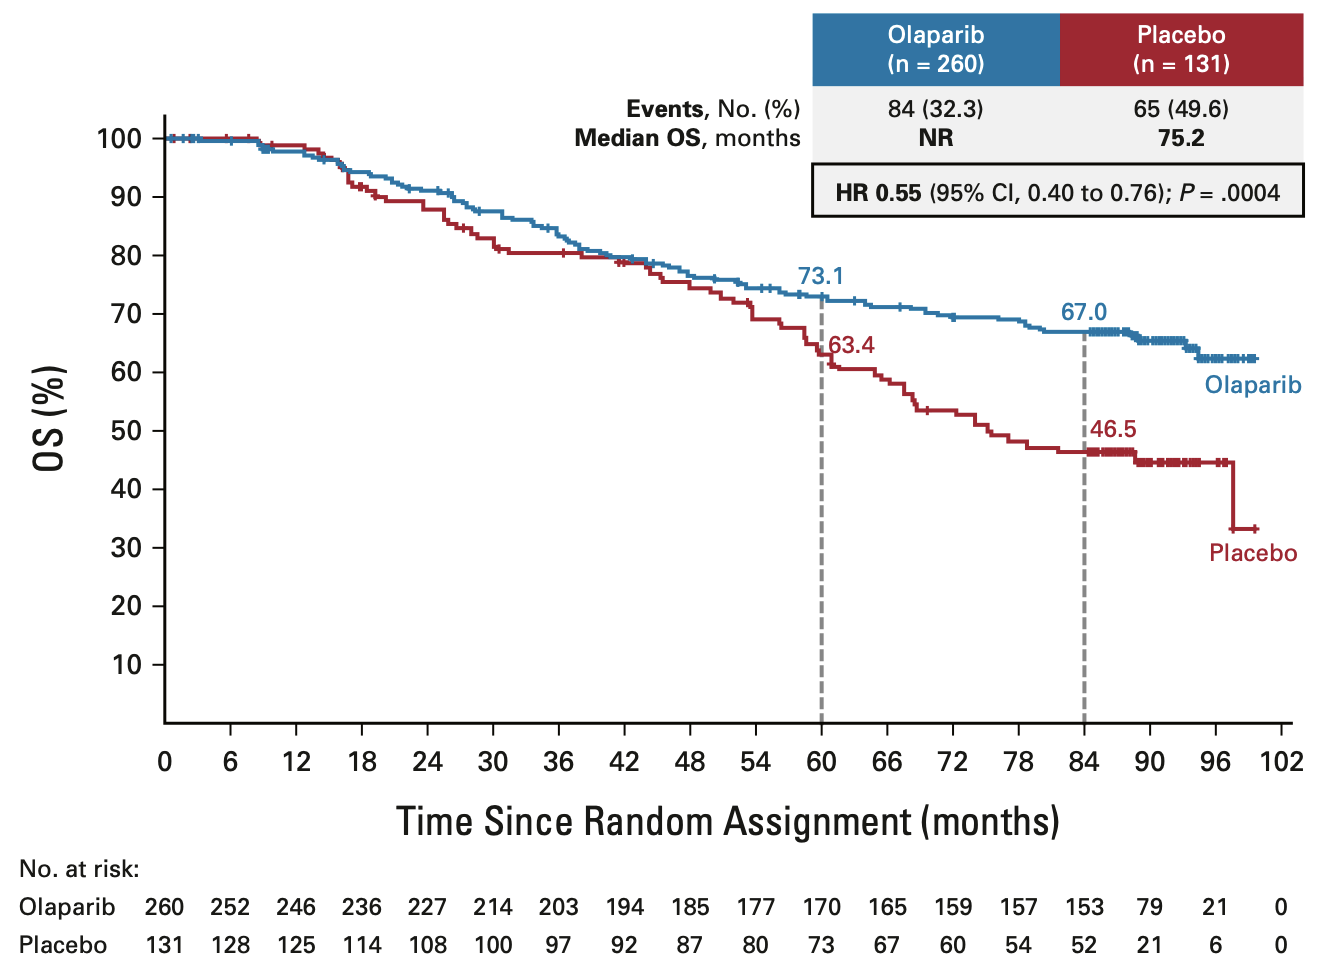 Olaparib Placebo
(n = 260) (n = 131)
Events, No. (%) 84 (32.3) 65 (49.6)
Median OS, months NR 75.2
HR 0.55 (95% CI, 0.40 to 0.76); P = .0004
100
90
80
70
60
50
40
30
20
10
OS (%)
73.1
63.4
67.0
46.5
Olaparib
Placebo
0 6 12 18 24 30 36 42 48 54 60 66 72 78 84 90 96 102
Time Since Random Assignment (months)
No. at risk:
Olaparib 260 252 246 236 227 214 203 194 185 177 170 165 159 157 153 79 21 0
Placebo 131 128 125 114 108 100 97 92 87 80 73 67 60 54 52 21 6 0